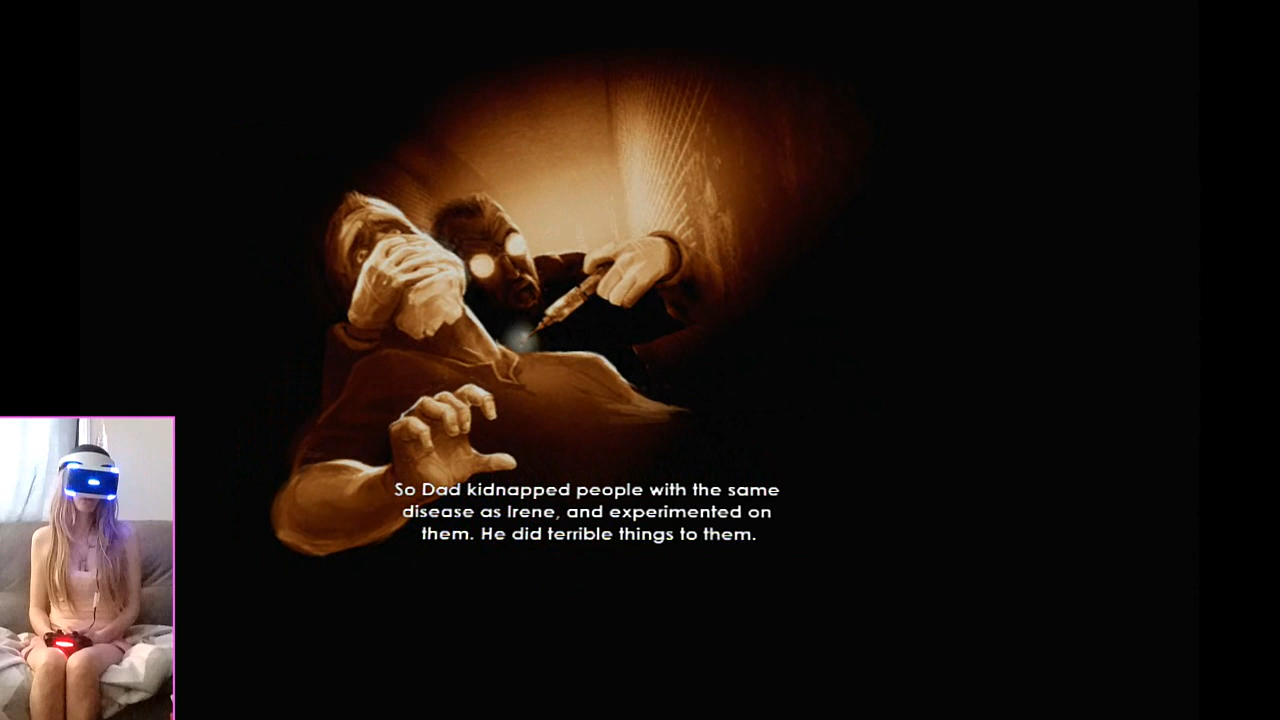 So Dad kidnapped people with the same
disease as Irene, and experimented on
them. He did terrible things to them.